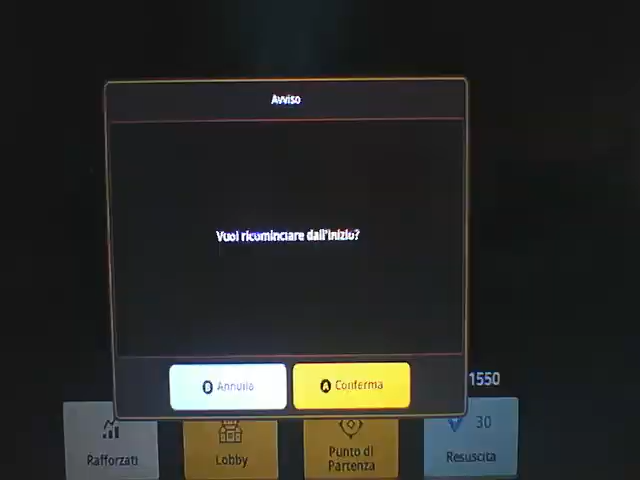 Avviso
Vuoi ricominciare dall'inizio?
B Annulla
A Conferma
1550
30
Rafforzati
Lobby
Punto di
Partenza
Resuscita